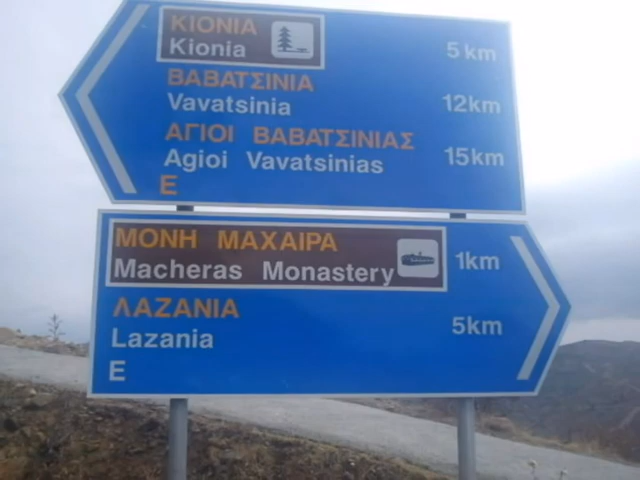 ΚΙΟΝΙΑ
Kionia 5 km
ΒΑΒΑΤΣΙΝΙΑ
Vavatsinia 12km
ΑΓΙΟΙ ΒΑΒΑΤΣΙΝΙΑΣ
Agioi Vavatsinias 15km
E
ΜΟΝΗ ΜΑΧΑΙΡΑ
Macheras Monastery 1km
ΛΑΖΑΝΙΑ
Lazania 5km
E